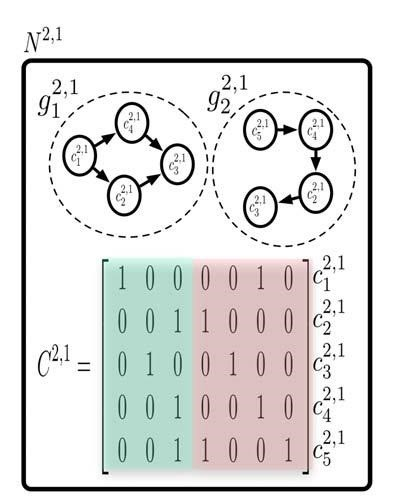 N^{2,1}
g_1^{2,1} g_2^{2,1}
c_4^{2,1} c_5^{2,1} c_4^{2,1}
c_1^{2,1} c_3^{2,1}
c_2^{2,1} c_3^{2,1} c_2^{2,1}
1 0 0 0 0 1 0 c_1^{2,1}
0 0 1 1 0 0 0 c_2^{2,1}
C^{2,1} = 0 1 0 0 1 0 0 c_3^{2,1}
0 0 1 0 0 1 0 c_4^{2,1}
0 0 1 1 0 0 1 c_5^{2,1}